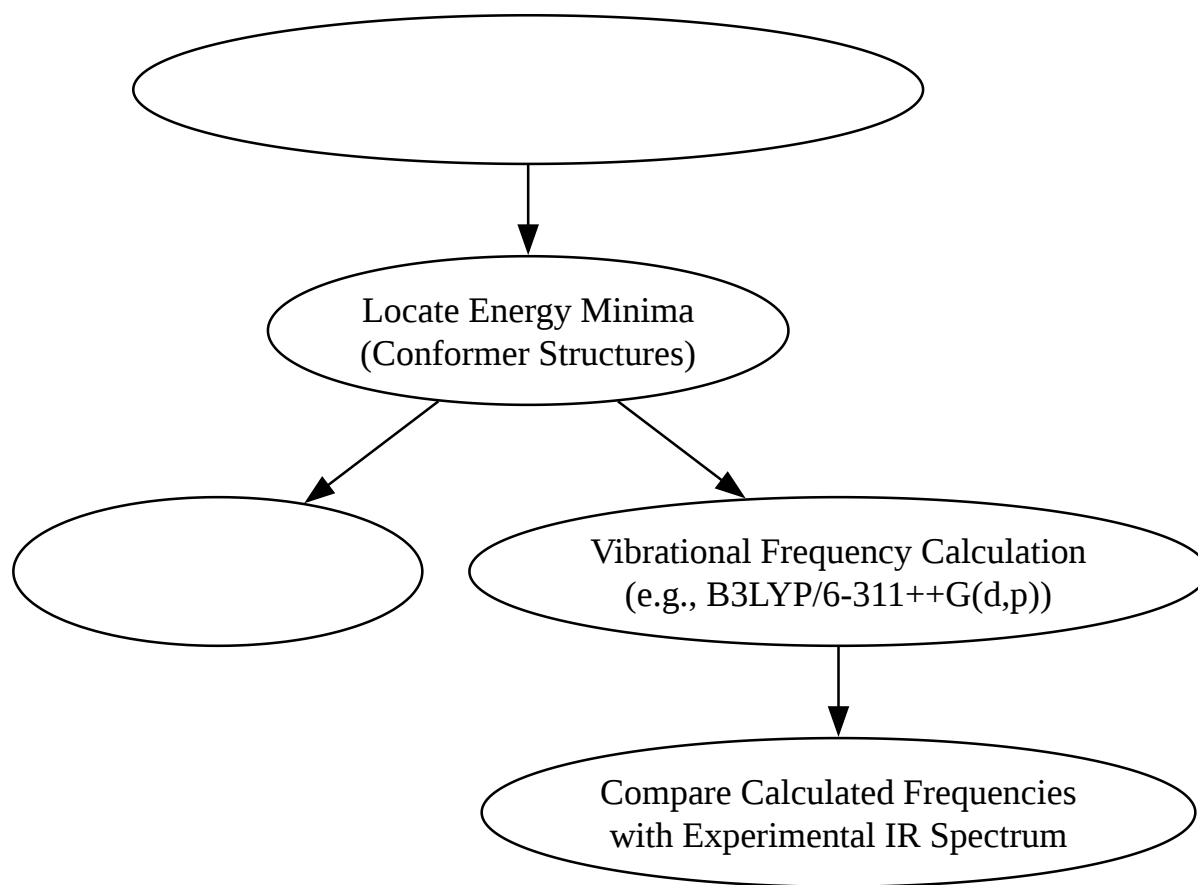 Locate Energy Minima
(Conformer Structures)
Vibrational Frequency Calculation
(e.g., B3LYP/6-311++G(d,p))
Compare Calculated Frequencies
with Experimental IR Spectrum